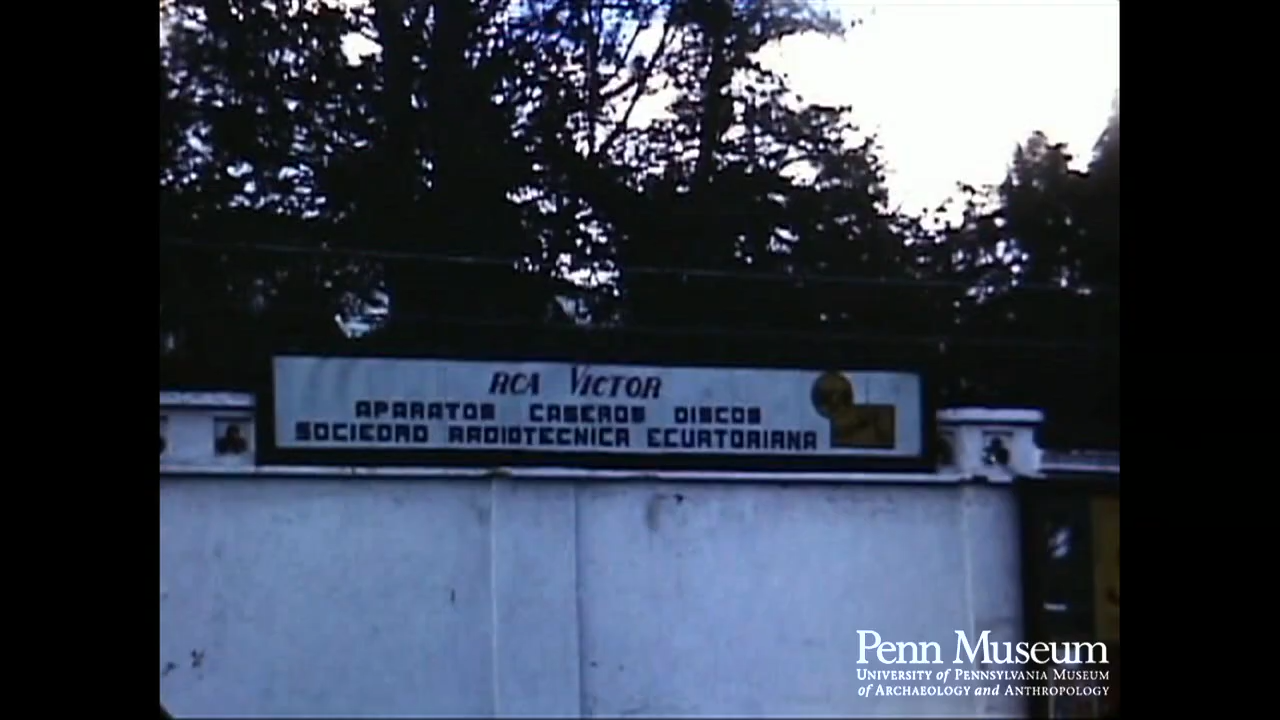 RCA VICTOR
APARATOS CASEROS DISCOS
SOCIEDAD RADIOTECNICA ECUATORIANA
Penn Museum
UNIVERSITY of PENNSYLVANIA MUSEUM
of ARCHAEOLOGY and ANTHROPOLOGY